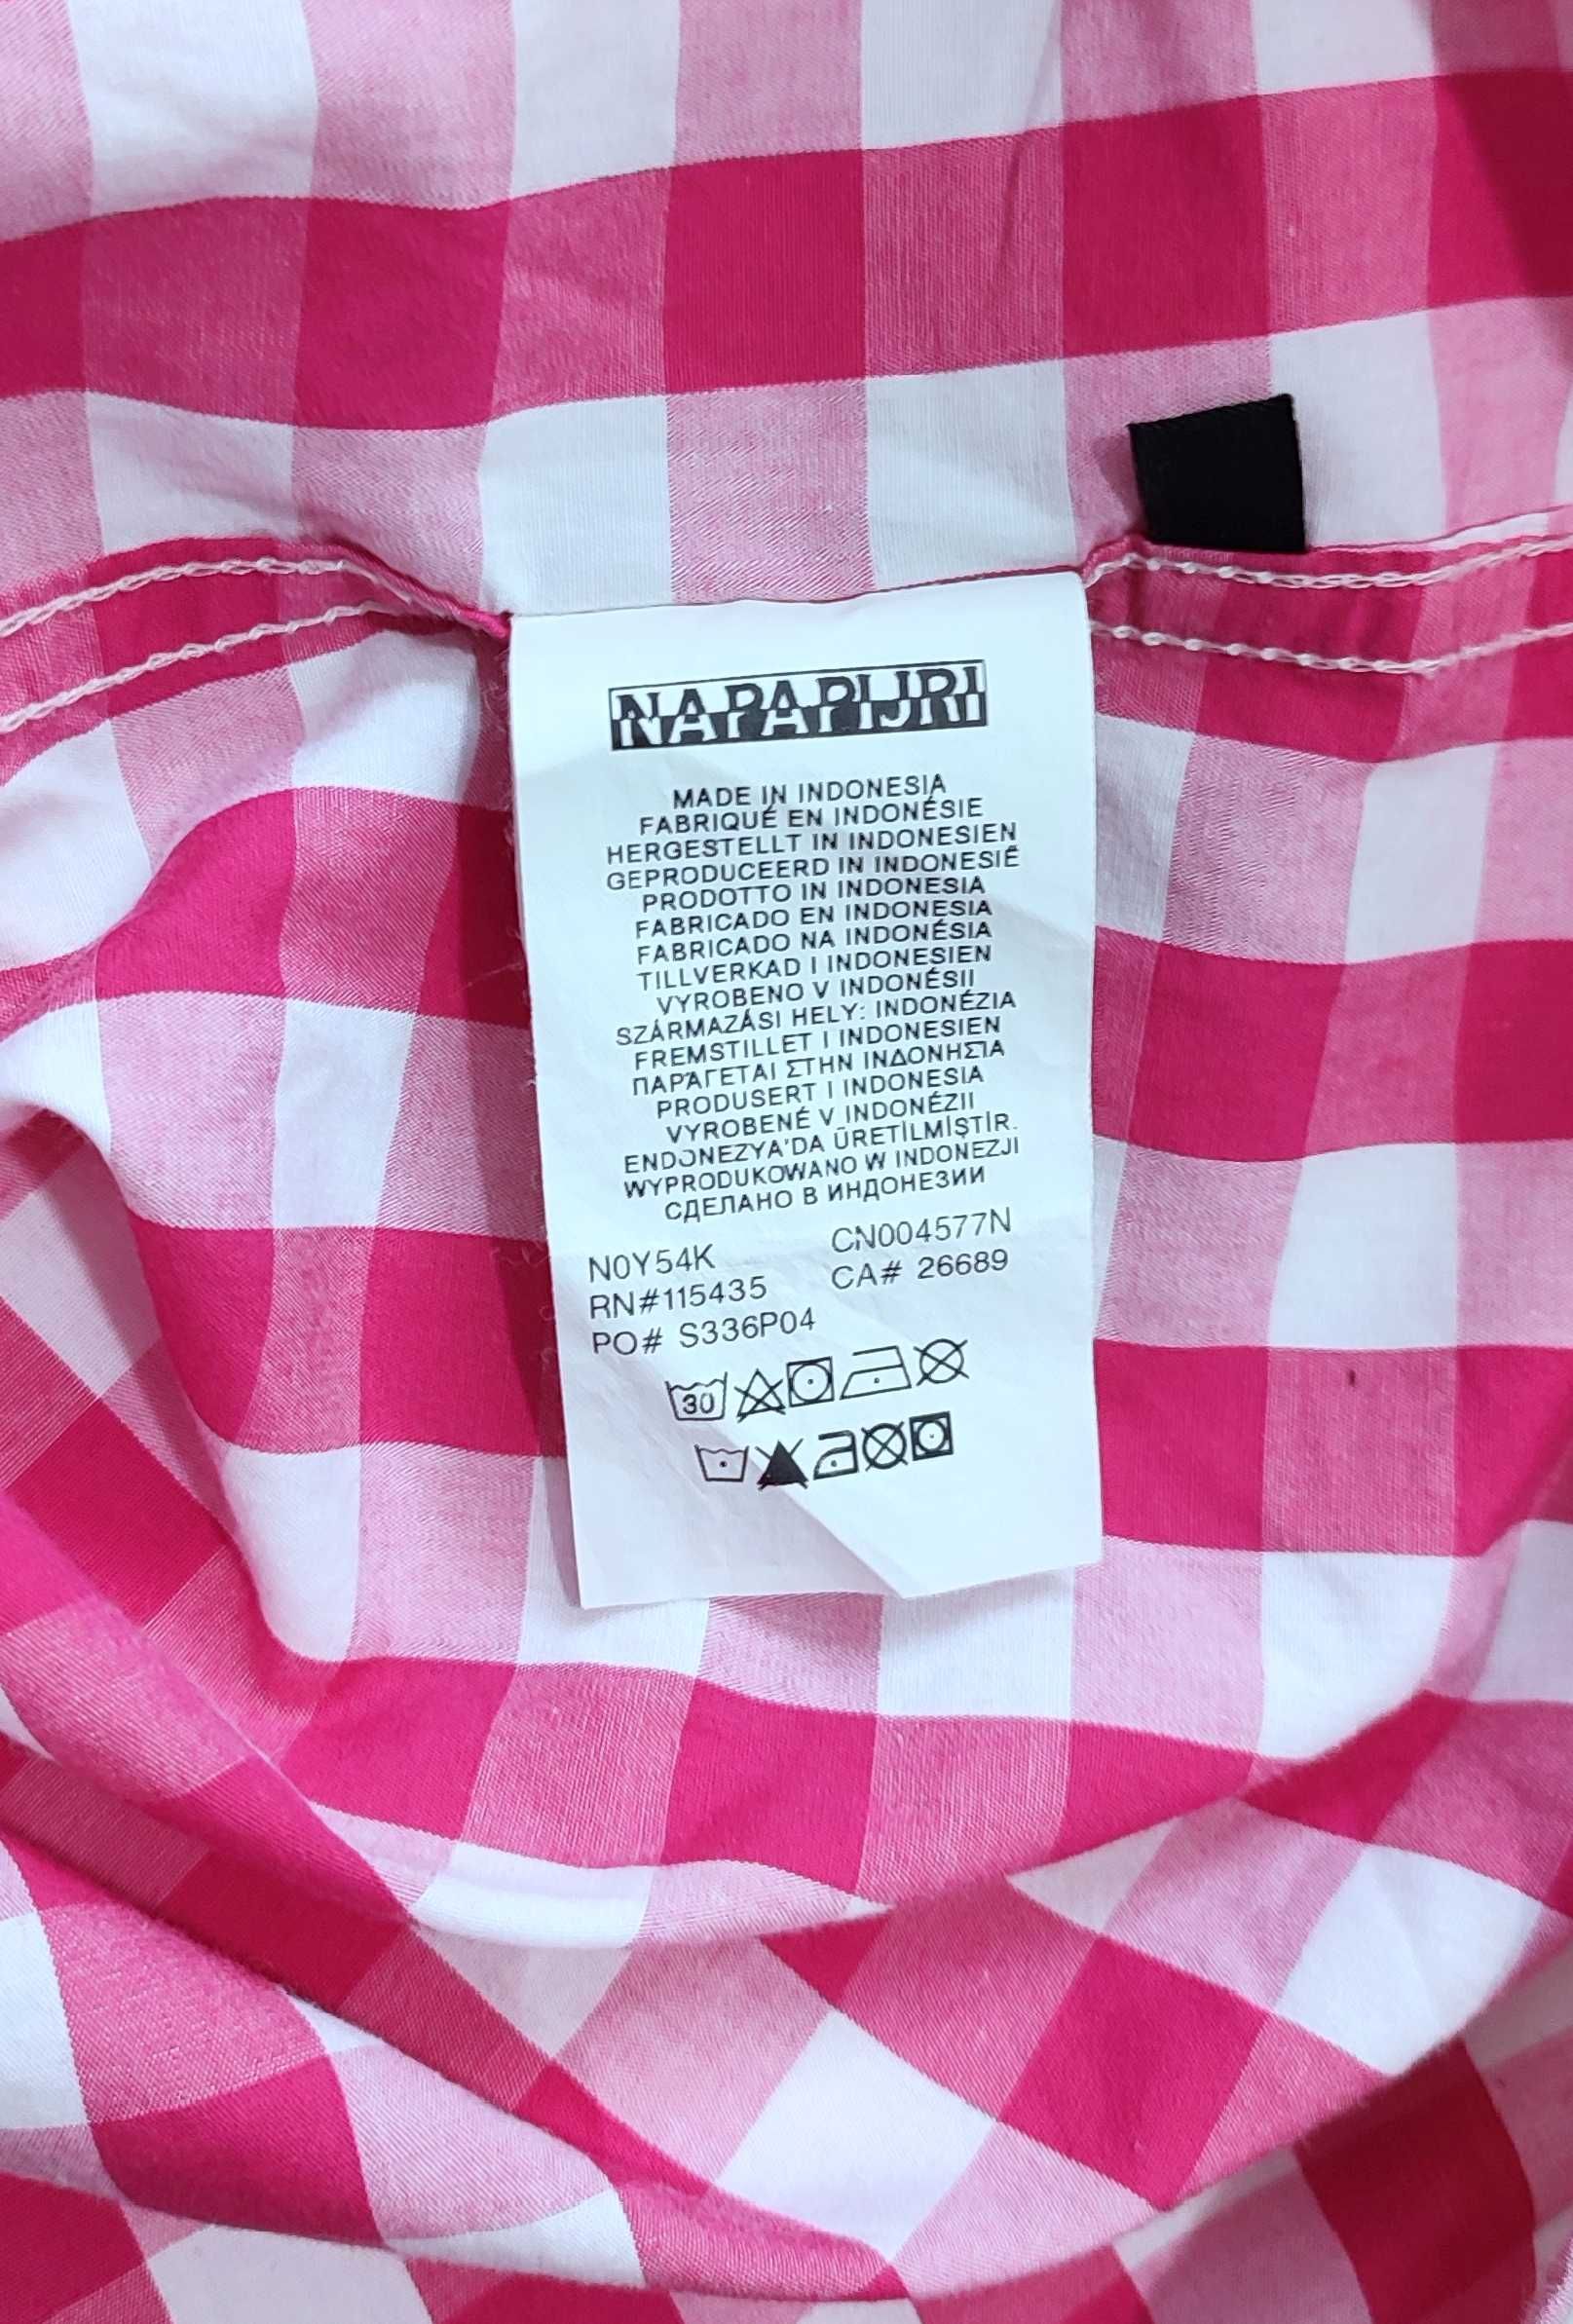 NAPAPIJRI
MADE IN INDONESIA
FABRIQUÉ EN INDONÉSIE
HERGESTELLT IN INDONESIEN
GEPRODUCEERD IN INDONESIË
PRODOTTO IN INDONESIA
FABRICADO EN INDONESIA
FABRICADO NA INDONÉSIA
TILLVERKAD I INDONESIEN
VYROBENO V INDONÉSII
SZÁRMAZÁSI HELY: INDONÉZIA
FREMSTILLET I INDONESIEN
ΠΑΡΆΓΕΤΑΙ ΣΤΗΝ ΙΝΔΟΝΗΣΊΑ
PRODUSERT I INDONESIA
VYROBENÉ V INDONÉZII
ENDONEZYA'DA ÜRETİLMİŞTİR.
WYPRODUKOWANO W INDONEZJI
СДЕЛАНО В ИНДОНЕЗИИ
N0Y54K CN004577N
RN#115435 CA# 26689
PO# S336P04
30